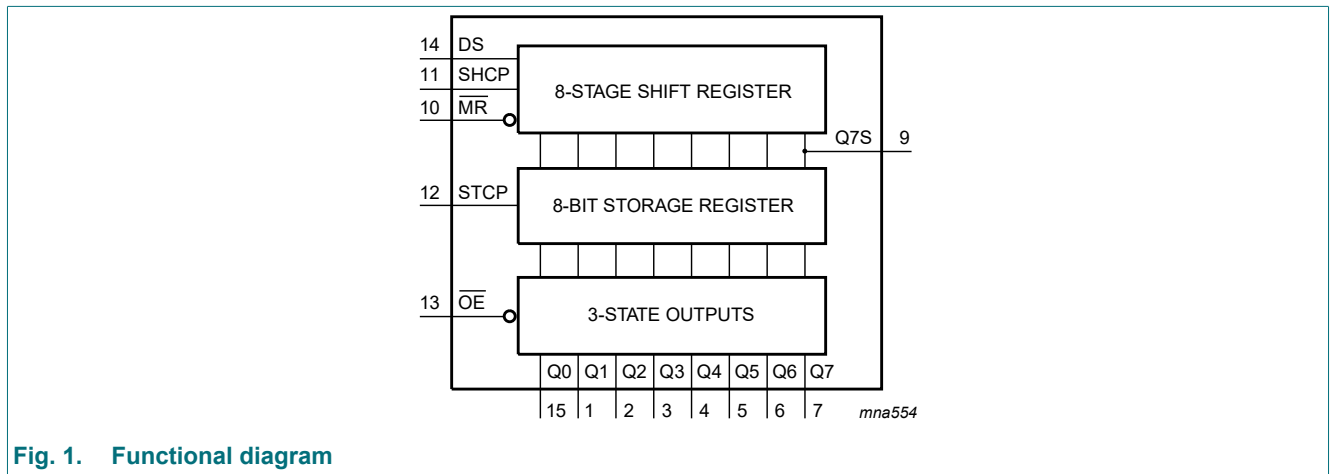 14 DS
11 SHCP
8-STAGE SHIFT REGISTER
10 M̅R̅
Q7S 9
12 STCP
8-BIT STORAGE REGISTER
13 O̅E̅
3-STATE OUTPUTS
Q0 Q1 Q2 Q3 Q4 Q5 Q6 Q7
15 1 2 3 4 5 6 7 mna554
Fig. 1. Functional diagram